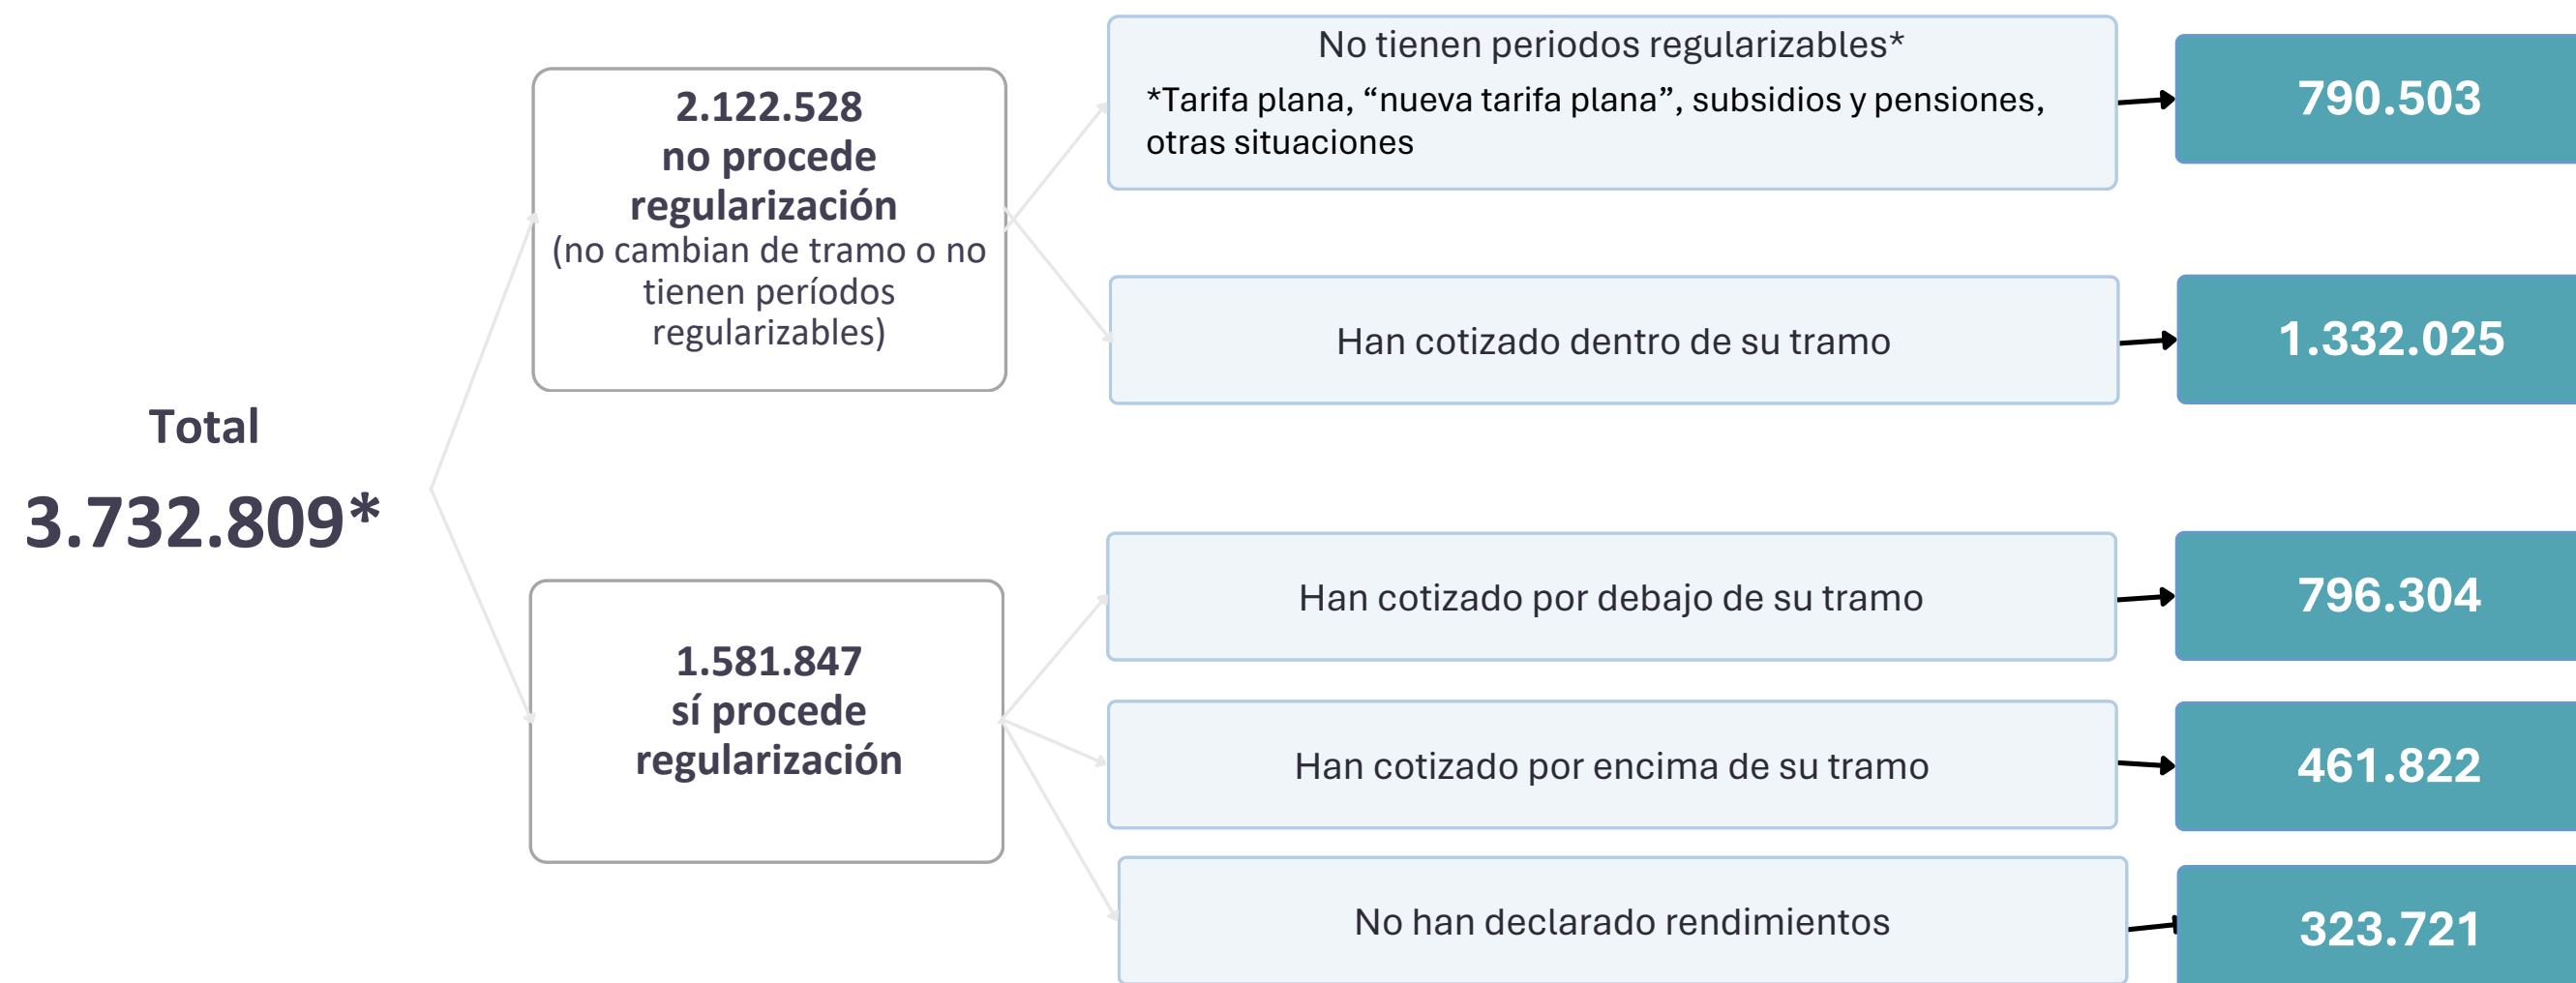 Total
3.732.809*
2.122.528
no procede
regularización
(no cambian de tramo o no
tienen períodos
regularizables)
No tienen periodos regularizables*
*Tarifa plana, “nueva tarifa plana”, subsidios y pensiones,
otras situaciones
790.503
Han cotizado dentro de su tramo
1.332.025
1.581.847
sí procede
regularización
Han cotizado por debajo de su tramo
796.304
Han cotizado por encima de su tramo
461.822
No han declarado rendimientos
323.721